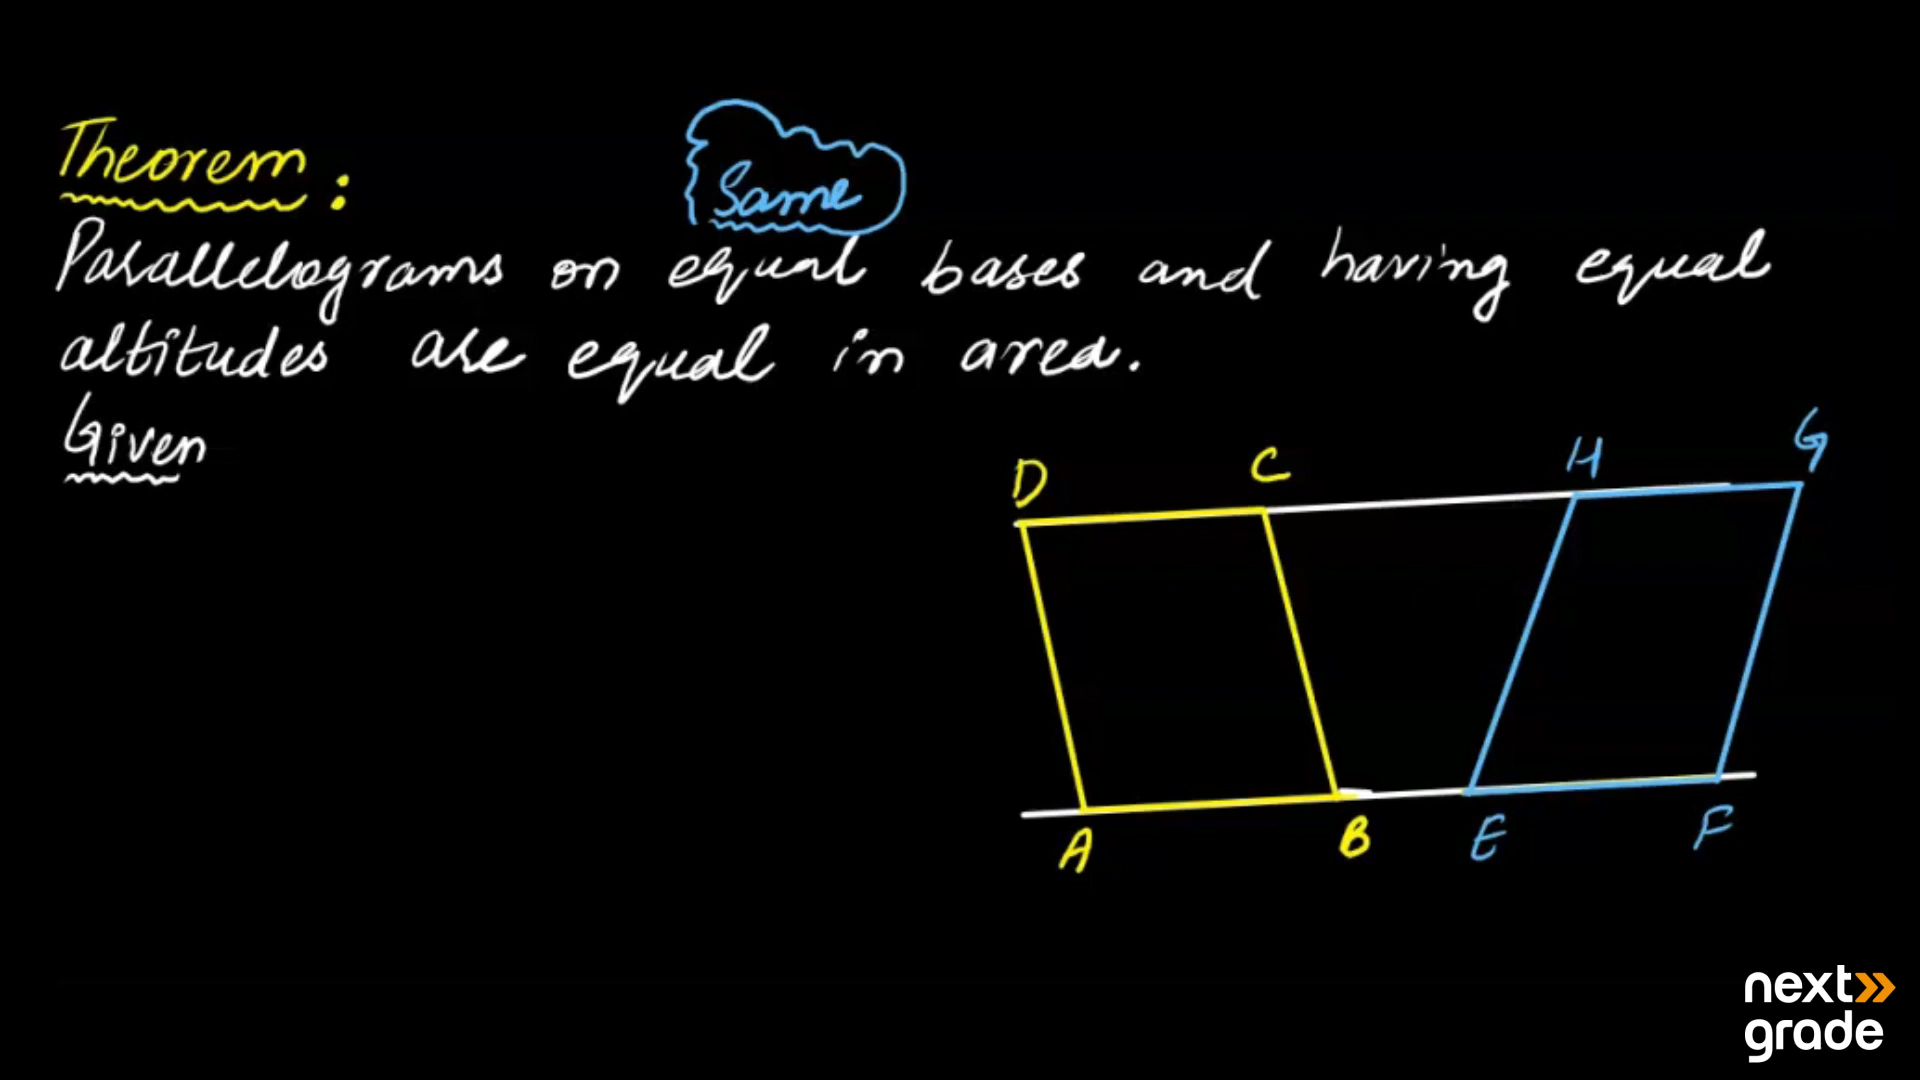 Theorem:
Same
Parallelograms on equal bases and having equal
altitudes are equal in area.
Given
D C H G
A B E F
next
grade